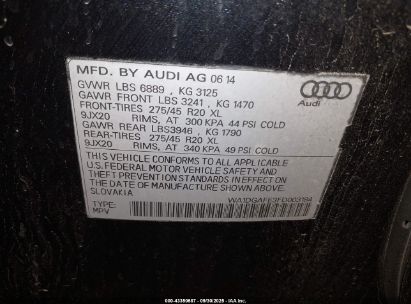 MFD. BY AUDI AG 06 14
GVWR LBS 6889 , KG 3125
GAWR FRONT LBS 3241 , KG 1470
FRONT-TIRES 275/45 R20 XL
9JX20 RIMS, AT 300 KPA 44 PSI COLD
GAWR REAR LBS3946 , KG 1790
REAR-TIRES 275/45 R20 XL
9JX20 RIMS, AT 340 KPA 49 PSI COLD
THIS VEHICLE CONFORMS TO ALL APPLICABLE
U.S. FEDERAL MOTOR VEHICLE SAFETY AND
THEFT PREVENTION STANDARDS IN EFFECT ON
THE DATE OF MANUFACTURE SHOWN ABOVE.
SLOVAKIA
TYPE:
MPV
Audi